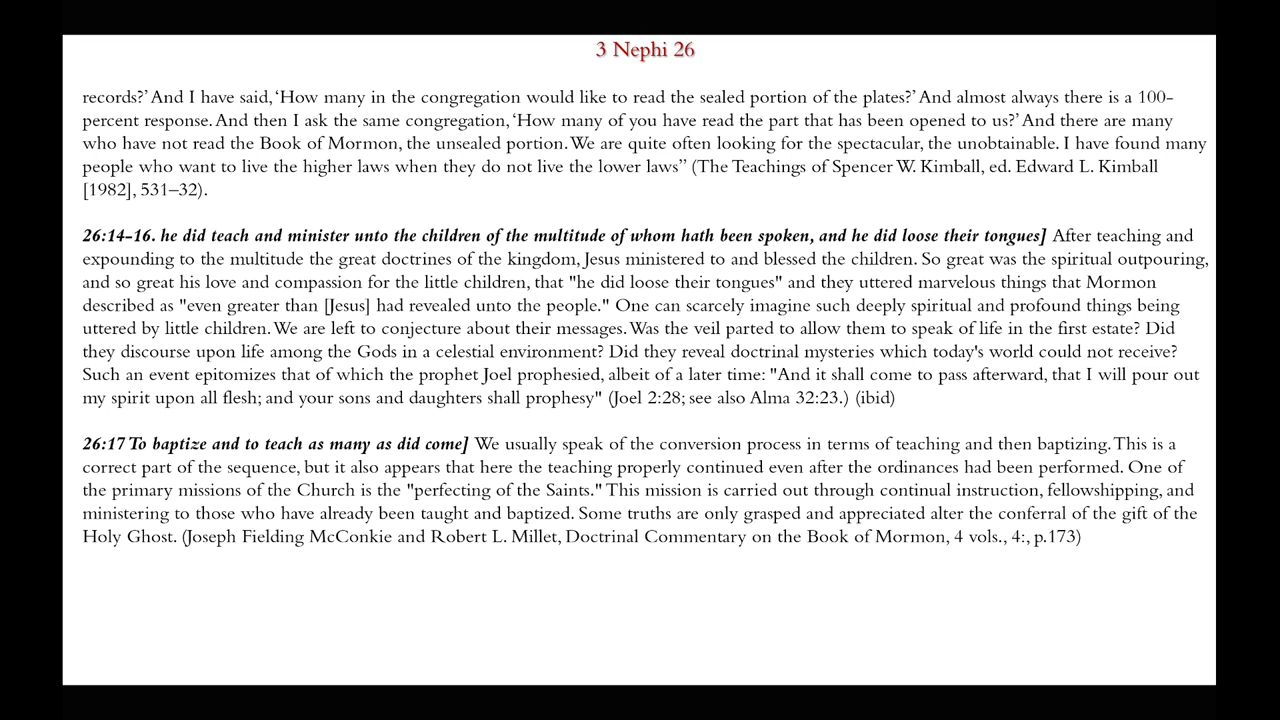 3 Nephi 26
records?' And I have said, 'How many in the congregation would like to read the sealed portion of the plates?' And almost always there is a 100-
percent response. And then I ask the same congregation, 'How many of you have read the part that has been opened to us?' And there are many
who have not read the Book of Mormon, the unsealed portion. We are quite often looking for the spectacular, the unobtainable. I have found many
people who want to live the higher laws when they do not live the lower laws” (The Teachings of Spencer W. Kimball, ed. Edward L. Kimball
[1982], 531–32).
26:14-16. he did teach and minister unto the children of the multitude of whom hath been spoken, and he did loose their tongues] After teaching and
expounding to the multitude the great doctrines of the kingdom, Jesus ministered to and blessed the children. So great was the spiritual outpouring,
and so great his love and compassion for the little children, that "he did loose their tongues" and they uttered marvelous things that Mormon
described as "even greater than [Jesus] had revealed unto the people." One can scarcely imagine such deeply spiritual and profound things being
uttered by little children. We are left to conjecture about their messages. Was the veil parted to allow them to speak of life in the first estate? Did
they discourse upon life among the Gods in a celestial environment? Did they reveal doctrinal mysteries which today's world could not receive?
Such an event epitomizes that of which the prophet Joel prophesied, albeit of a later time: "And it shall come to pass afterward, that I will pour out
my spirit upon all flesh; and your sons and daughters shall prophesy" (Joel 2:28; see also Alma 32:23.) (ibid)
26:17 To baptize and to teach as many as did come] We usually speak of the conversion process in terms of teaching and then baptizing. This is a
correct part of the sequence, but it also appears that here the teaching properly continued even after the ordinances had been performed. One of
the primary missions of the Church is the "perfecting of the Saints." This mission is carried out through continual instruction, fellowshipping, and
ministering to those who have already been taught and baptized. Some truths are only grasped and appreciated alter the conferral of the gift of the
Holy Ghost. (Joseph Fielding McConkie and Robert L. Millet, Doctrinal Commentary on the Book of Mormon, 4 vols., 4:, p.173)